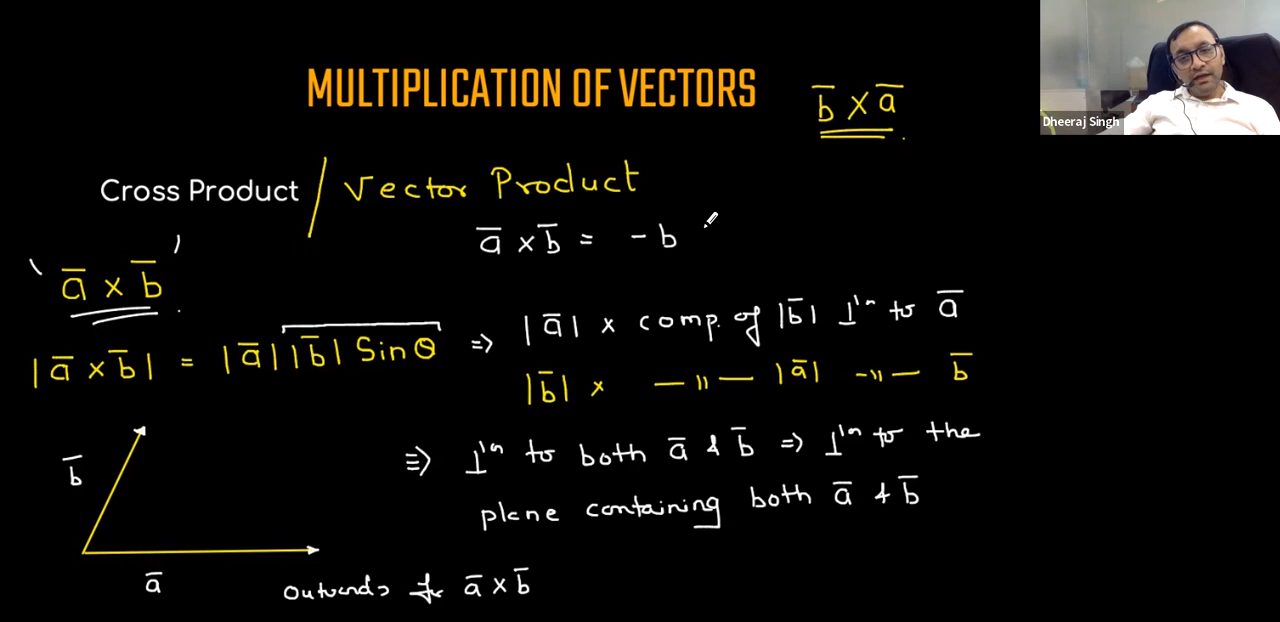 MULTIPLICATION OF VECTORS
b̅ × a̅
Dheeraj Singh
Cross Product / Vector Product
a̅ × b̅ = - b
' a̅ × b̅ '
|a̅ × b̅| = |a̅| |b̅| Sin θ ⇒ |a̅| × comp. of |b̅| ⊥'r to a̅
|b̅| × —〃— |a̅| -〃— b̅
⇒ ⊥'r to both a̅ & b̅ ⇒ ⊥'r to the
plane containing both a̅ & b̅
b̅
a̅
Outwards for a̅ × b̅